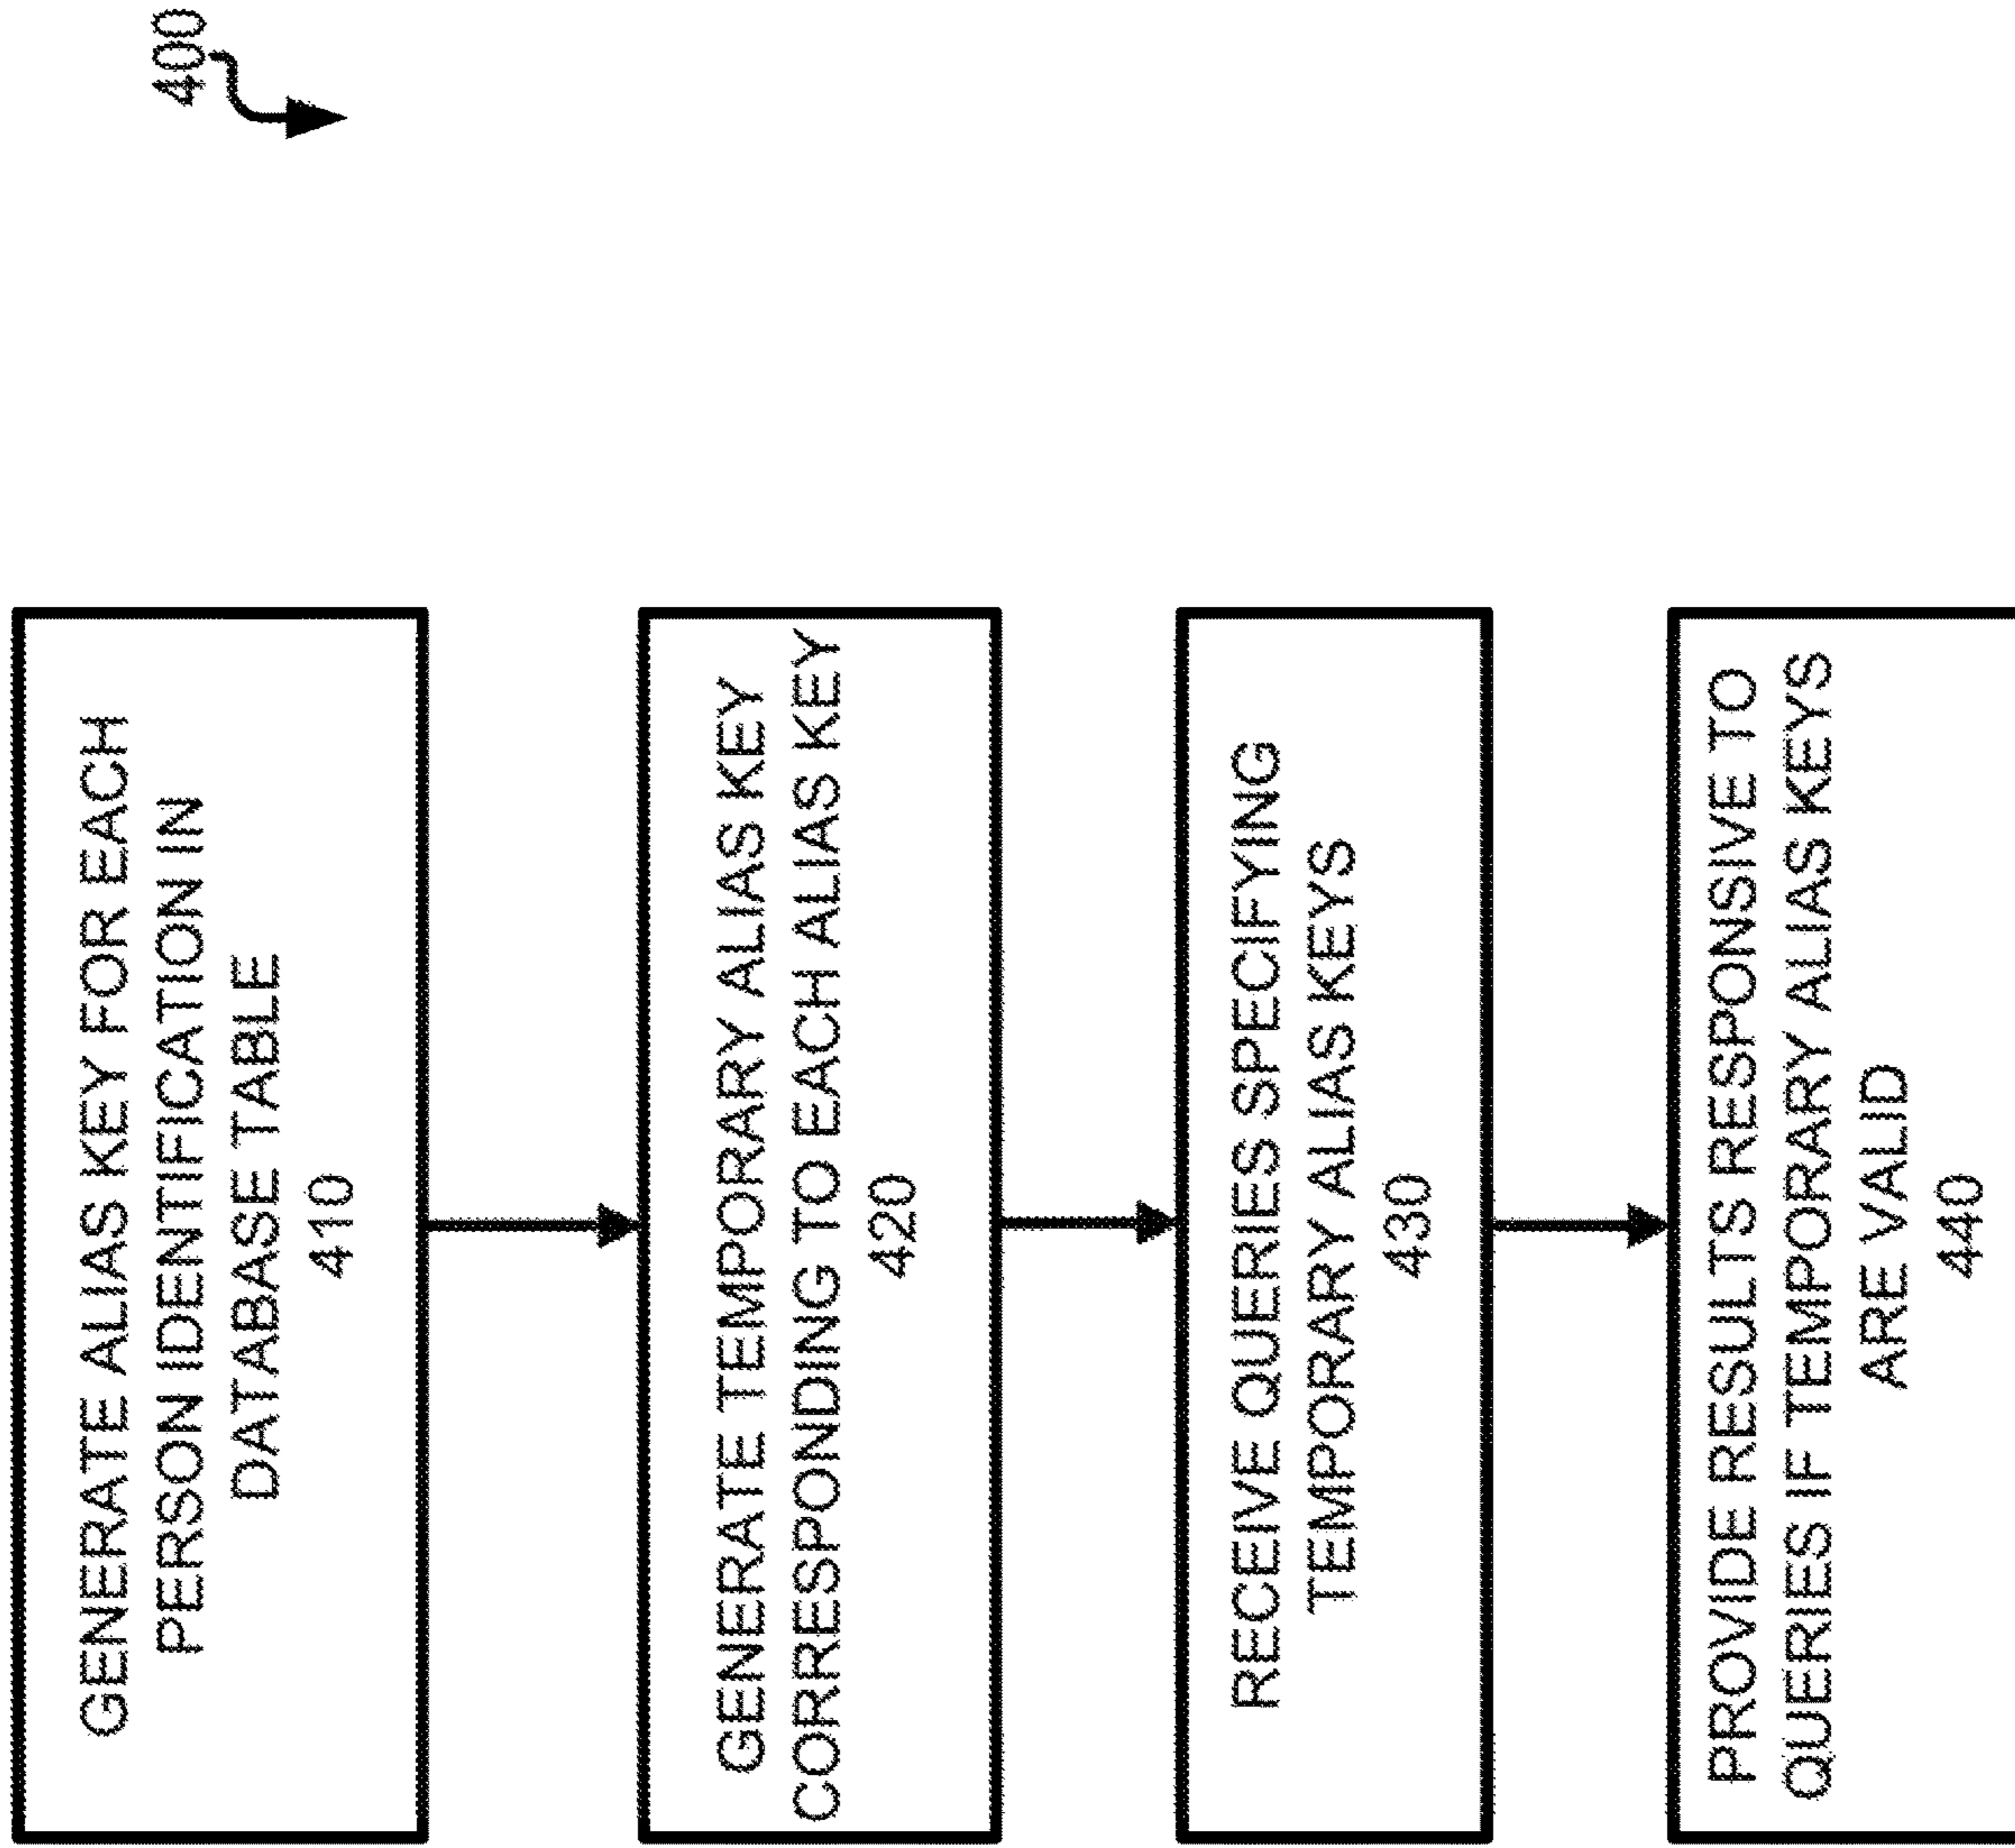 400
GENERATE ALIAS KEY FOR EACH
PERSON IDENTIFICATION IN
DATABASE TABLE
410
GENERATE TEMPORARY ALIAS KEY
CORRESPONDING TO EACH ALIAS KEY
420
RECEIVE QUERIES SPECIFYING
TEMPORARY ALIAS KEYS
430
PROVIDE RESULTS RESPONSIVE TO
QUERIES IF TEMPORARY ALIAS KEYS
ARE VALID
440